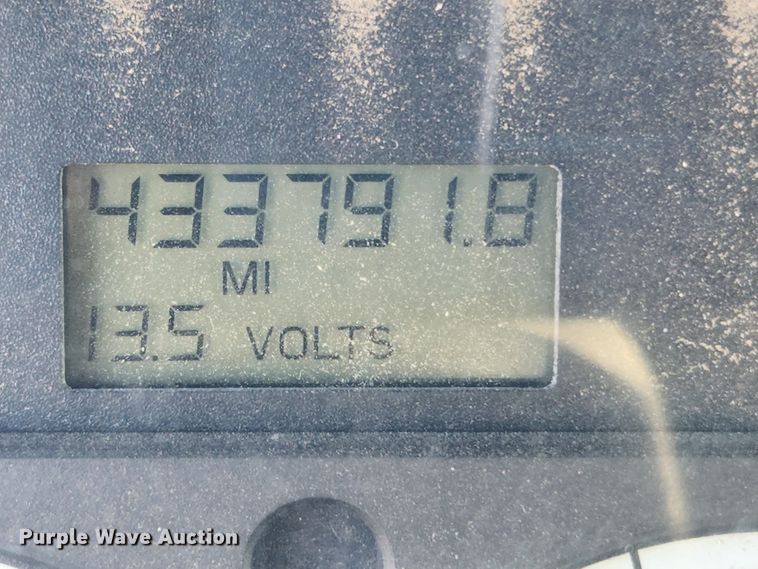 433791.8
MI
13.5 VOLTS
Purple Wave Auction